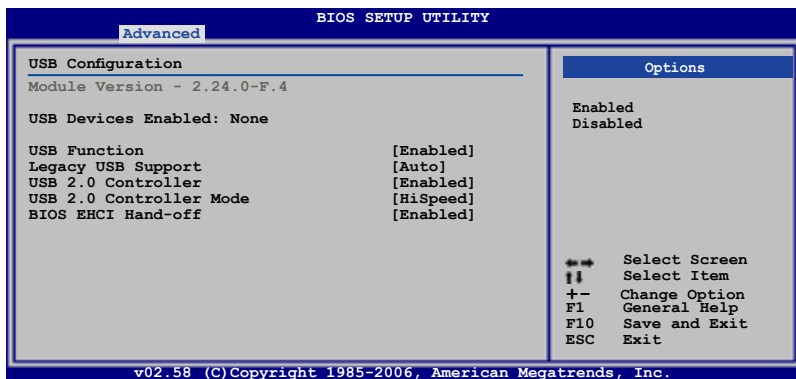 BIOS SETUP UTILITY
Advanced
USB Configuration
Module Version - 2.24.0-F.4
USB Devices Enabled: None
USB Function [Enabled]
Legacy USB Support [Auto]
USB 2.0 Controller [Enabled]
USB 2.0 Controller Mode [HiSpeed]
BIOS EHCI Hand-off [Enabled]
Options
Enabled
Disabled
←→ Select Screen
↑↓ Select Item
+- Change Option
F1 General Help
F10 Save and Exit
ESC Exit
v02.58 (C)Copyright 1985-2006, American Megatrends, Inc.